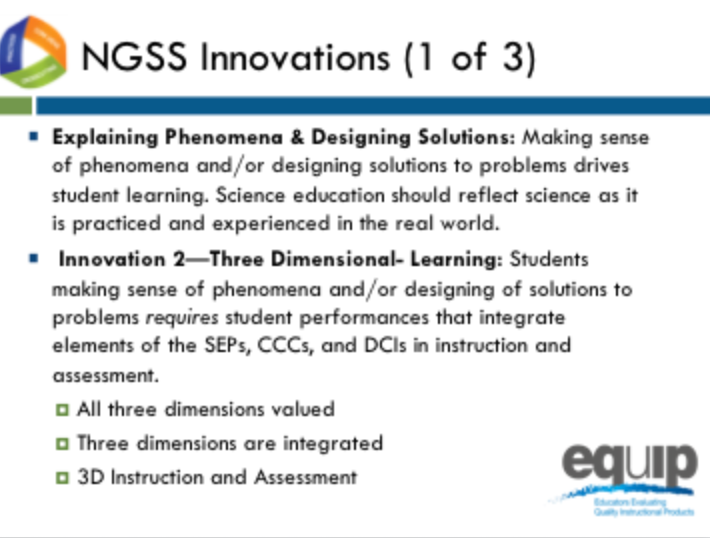 NGSS Innovations (1 of 3)
Explaining Phenomena & Designing Solutions: Making sense
of phenomena and/or designing solutions to problems drives
student learning. Science education should reflect science as it
is practiced and experienced in the real world.
Innovation 2—Three Dimensional- Learning: Students
making sense of phenomena and/or designing of solutions to
problems requires student performances that integrate
elements of the SEPs, CCCs, and DCIs in instruction and
assessment.
All three dimensions valued
Three dimensions are integrated
3D Instruction and Assessment
equip
Educators Evaluating
Quality Instructional Products